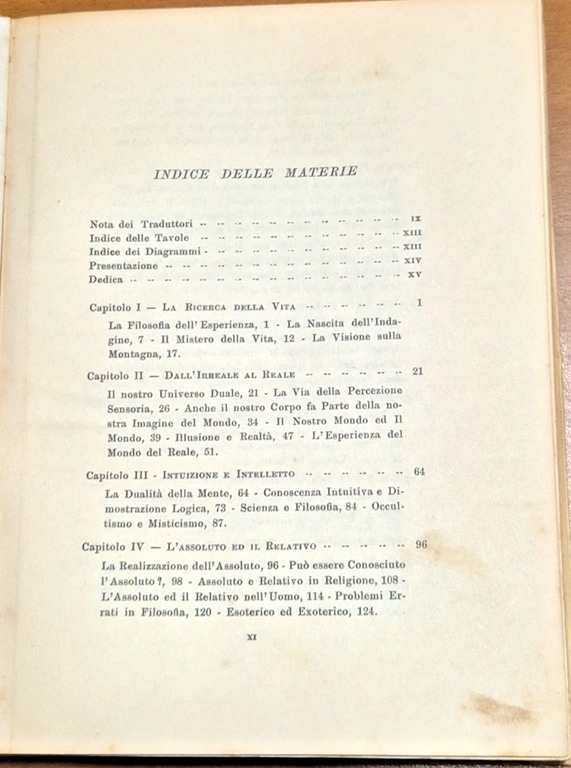 INDICE DELLE MATERIE
Nota dei Traduttori -- -- -- -- -- -- -- -- -- -- -- -- IX
Indice delle Tavole -- -- -- -- -- -- -- -- -- -- -- -- XIII
Indice dei Diagrammi - -- -- -- -- -- -- -- -- -- -- -- XIII
Presentazione -- -- -- -- -- -- -- -- -- -- -- -- -- -- XIV
Dedica -- -- -- -- -- -- -- -- -- -- -- -- -- -- -- -- XV
Capitolo I — LA RICERCA DELLA VITA -- -- -- -- -- -- 1
La Filosofia dell'Esperienza, 1 - La Nascita dell'Inda-
gine, 7 - Il Mistero della Vita, 12 - La Visione sulla
Montagna, 17.
Capitolo II — DALL'IRREALE AL REALE -- -- -- -- -- -- 21
Il nostro Universo Duale, 21 - La Via della Percezione
Sensoria, 26 - Anche il nostro Corpo fa Parte della no-
stra Imagine del Mondo, 34 - Il Nostro Mondo ed Il
Mondo, 39 - Illusione e Realtà, 47 - L'Esperienza del
Mondo del Reale, 51.
Capitolo III - INTUIZIONE E INTELLETTO -- -- -- -- -- -- 64
La Dualità della Mente, 64 - Conoscenza Intuitiva e Di-
mostrazione Logica, 73 - Scienza e Filosofia, 84 - Occul-
tismo e Misticismo, 87.
Capitolo IV — L'ASSOLUTO ED IL RELATIVO -- -- -- -- -- 96
La Realizzazione dell'Assoluto, 96 - Può essere Conosciuto
l'Assoluto?, 98 - Assoluto e Relativo in Religione, 108 -
L'Assoluto ed il Relativo nell'Uomo, 114 - Problemi Er-
rati in Filosofia, 120 - Esoterico ed Exoterico, 124.
XI